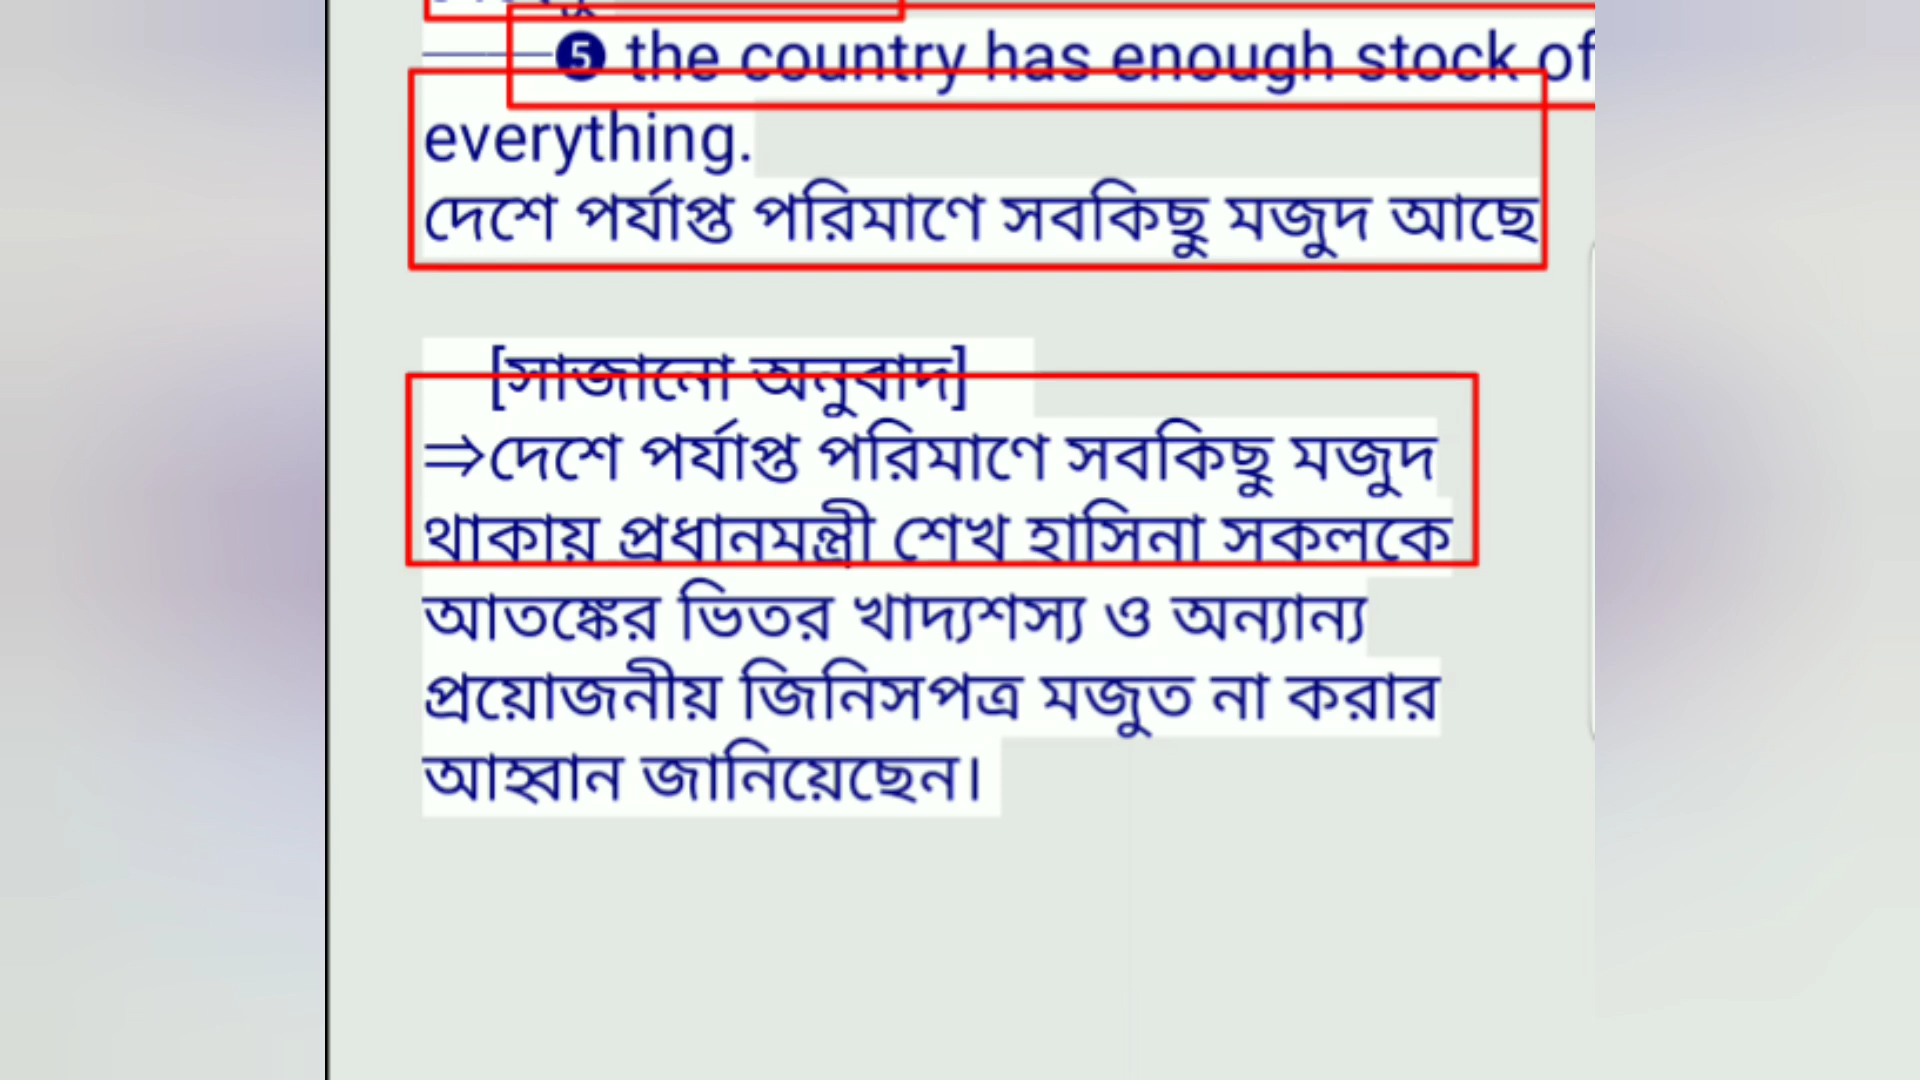 ❺ the country has enough stock of
everything.
দেশে পর্যাপ্ত পরিমাণে সবকিছু মজুদ আছে
[সাজানো অনুবাদ]
⇒দেশে পর্যাপ্ত পরিমাণে সবকিছু মজুদ
থাকায় প্রধানমন্ত্রী শেখ হাসিনা সকলকে
আতঙ্কের ভিতর খাদ্যশস্য ও অন্যান্য
প্রয়োজনীয় জিনিসপত্র মজুত না করার
আহ্বান জানিয়েছেন।